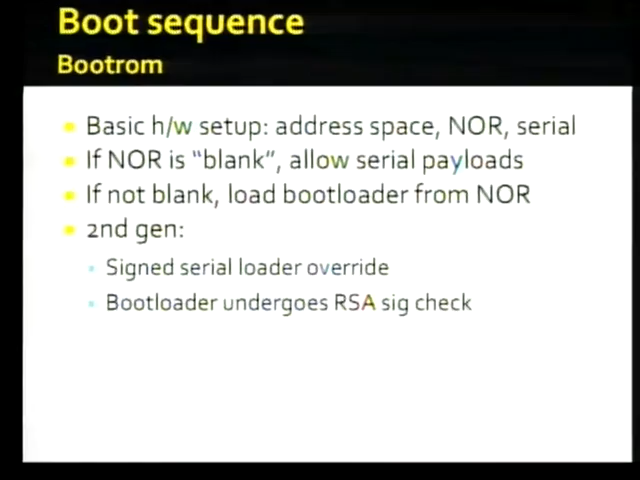 Boot sequence
Bootrom
Basic h/w setup: address space, NOR, serial
If NOR is "blank", allow serial payloads
If not blank, load bootloader from NOR
2nd gen:
Signed serial loader override
Bootloader undergoes RSA sig check